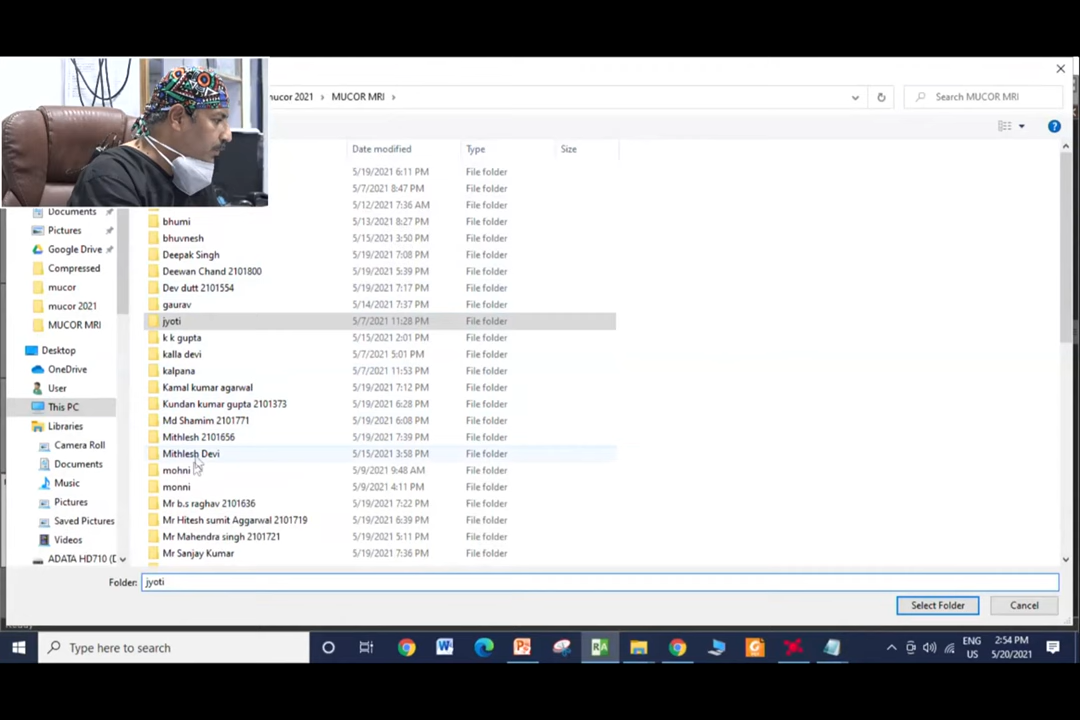 mucor 2021 > MUCOR MRI >
Search MUCOR MRI
Date modified Type Size
5/19/2021 6:11 PM File folder
5/7/2021 8:47 PM File folder
5/12/2021 7:36 AM File folder
bhumi 5/13/2021 8:27 PM File folder
bhuvnesh 5/15/2021 3:50 PM File folder
Deepak Singh 5/19/2021 7:08 PM File folder
Deewan Chand 2101800 5/19/2021 5:39 PM File folder
Dev dutt 2101554 5/19/2021 7:17 PM File folder
gaurav 5/14/2021 7:37 PM File folder
jyoti 5/7/2021 11:28 PM File folder
k k gupta 5/15/2021 2:01 PM File folder
kalla devi 5/7/2021 5:01 PM File folder
kalpana 5/7/2021 11:53 PM File folder
Kamal kumar agarwal 5/19/2021 7:12 PM File folder
Kundan kumar gupta 2101373 5/19/2021 6:28 PM File folder
Md Shamim 2101771 5/19/2021 6:08 PM File folder
Mithlesh 2101656 5/19/2021 7:39 PM File folder
Mithlesh Devi 5/15/2021 3:58 PM File folder
mohni 5/9/2021 9:48 AM File folder
monni 5/9/2021 4:11 PM File folder
Mr b.s raghav 2101636 5/19/2021 7:22 PM File folder
Mr Hitesh sumit Aggarwal 2101719 5/19/2021 6:39 PM File folder
Mr Mahendra singh 2101721 5/19/2021 5:11 PM File folder
Mr Sanjay Kumar 5/19/2021 7:36 PM File folder
Documents
Pictures
Google Drive
Compressed
mucor
mucor 2021
MUCOR MRI
Desktop
OneDrive
User
This PC
Libraries
Camera Roll
Documents
Music
Pictures
Saved Pictures
Videos
ADATA HD710 (D
Folder: jyoti
Select Folder Cancel
Type here to search
ENG
US
2:54 PM
5/20/2021